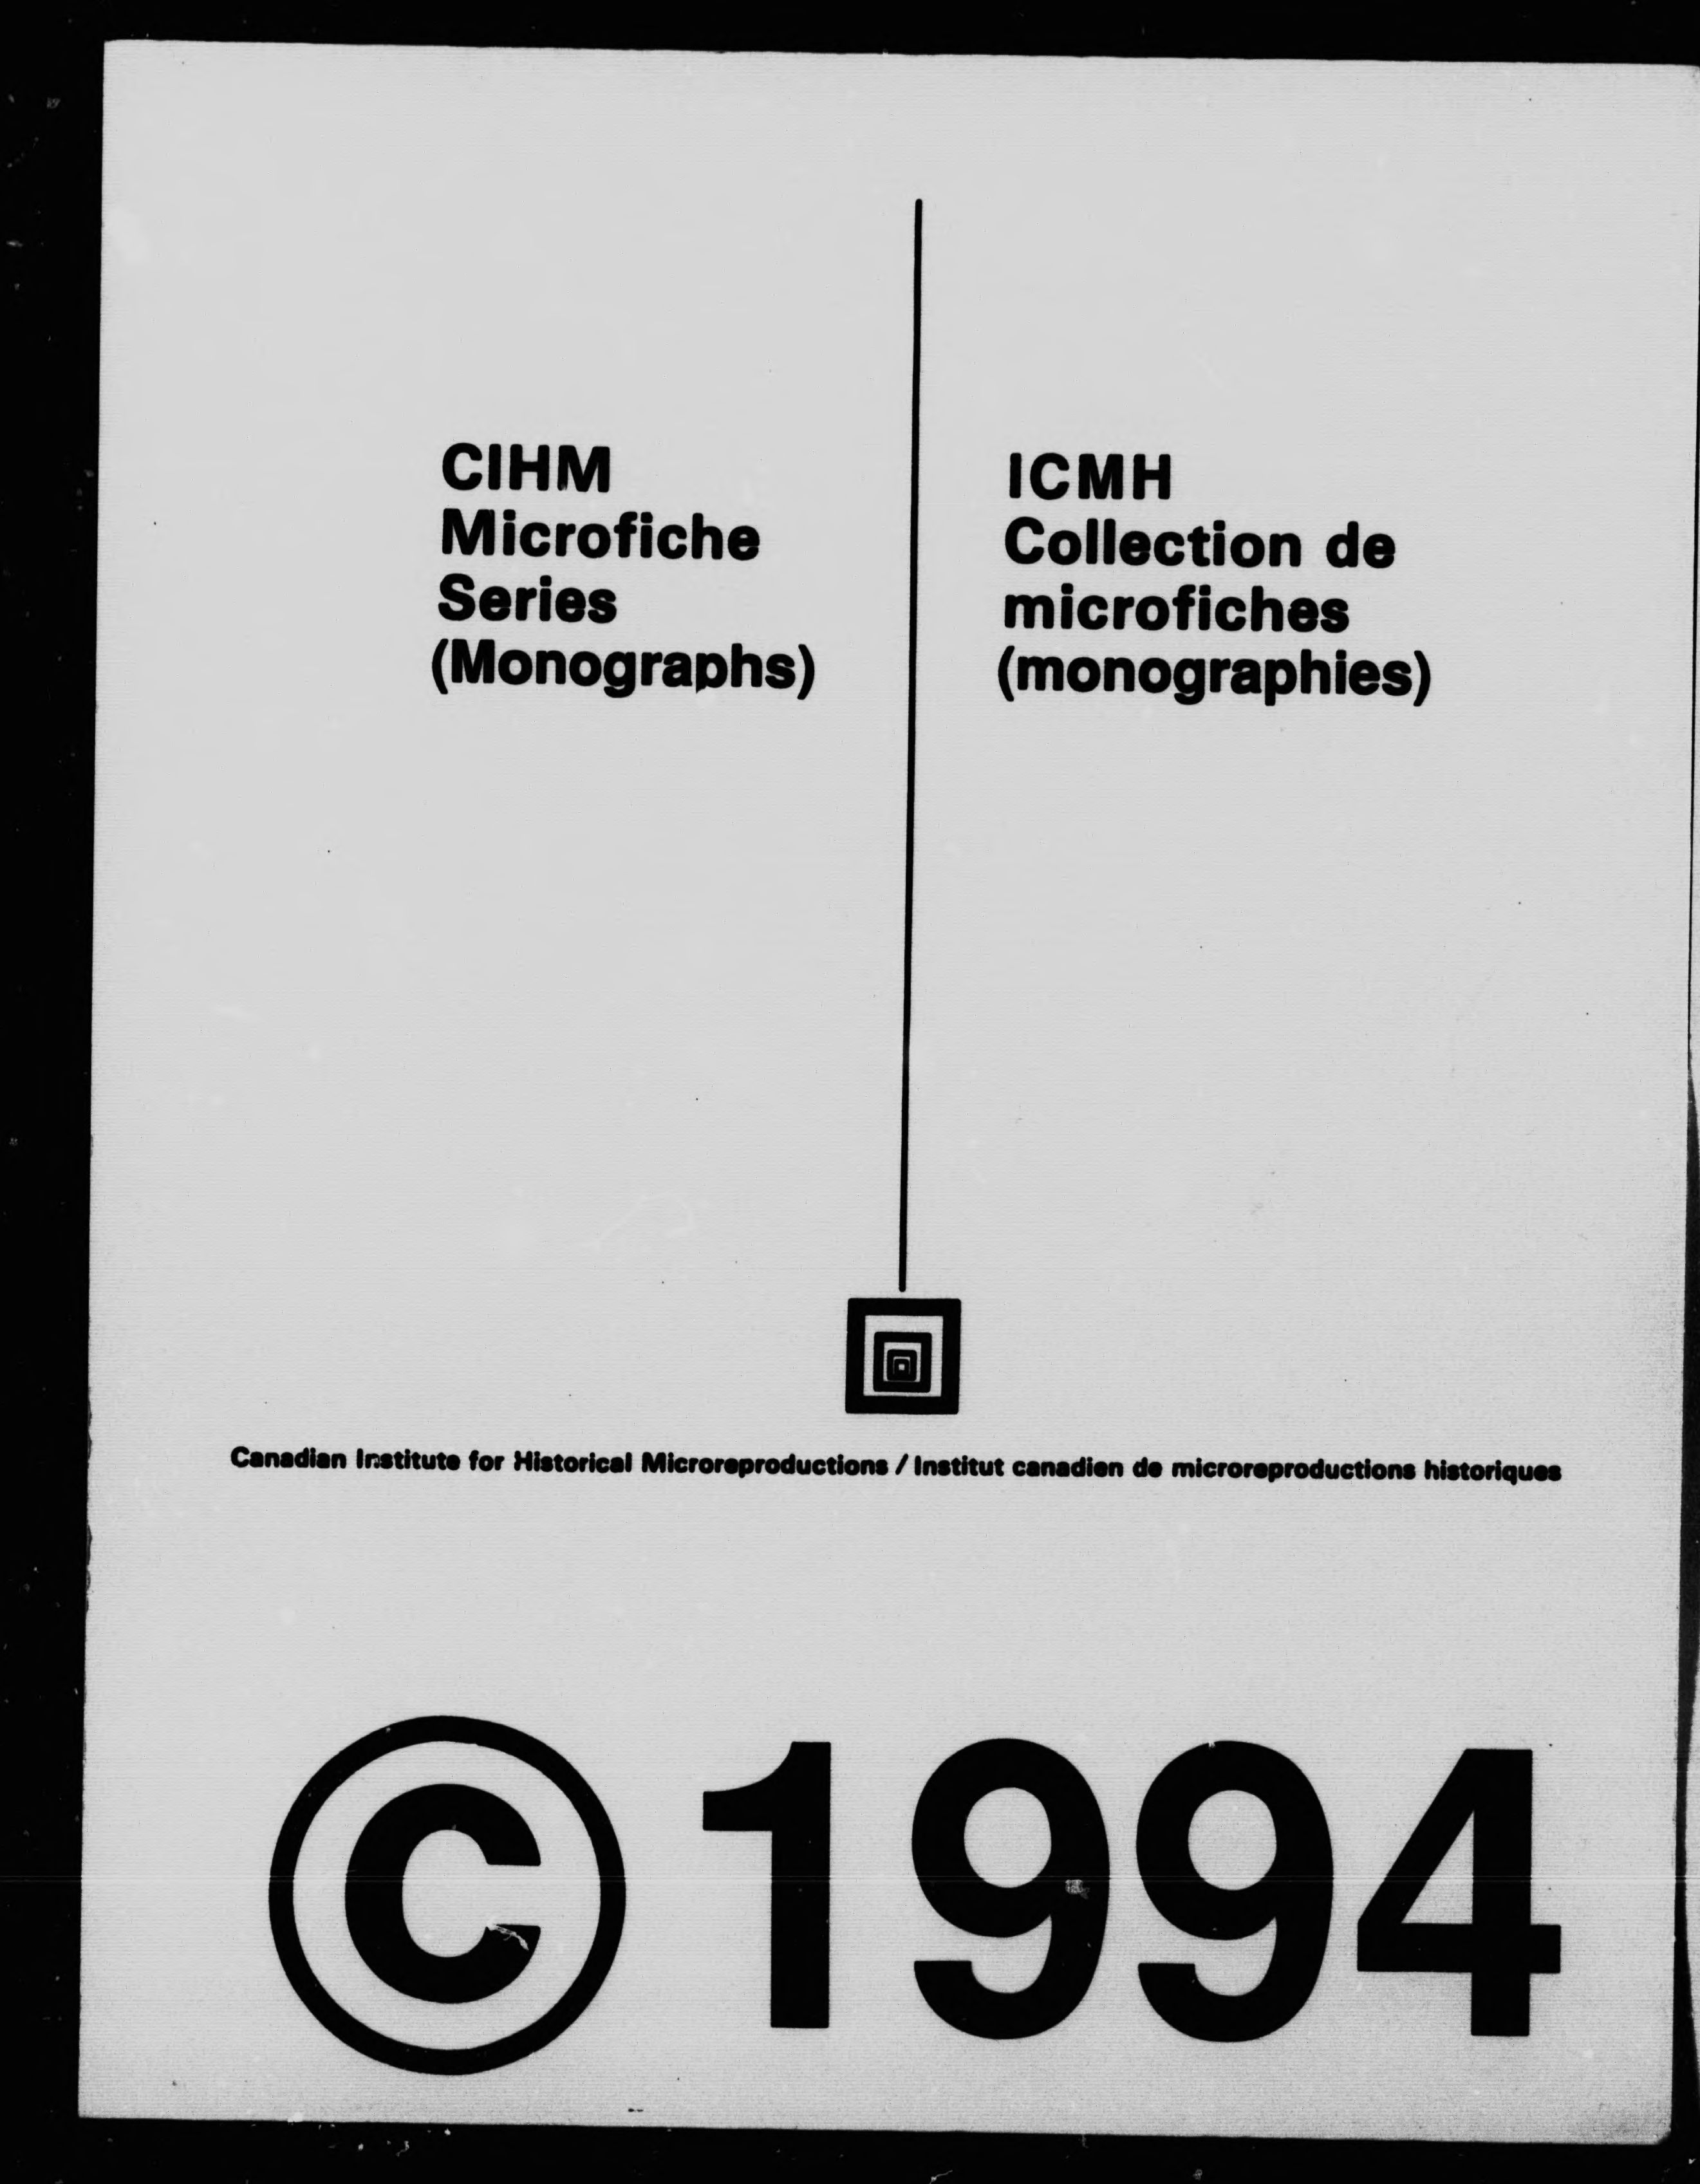 CIHM
Microfiche
Series
(Monographs)
ICMH
Collection de
microfiches
(monographies)
Canadian Institute for Historical Microreproductions / Institut canadien de microreproductions historiques
© 1994